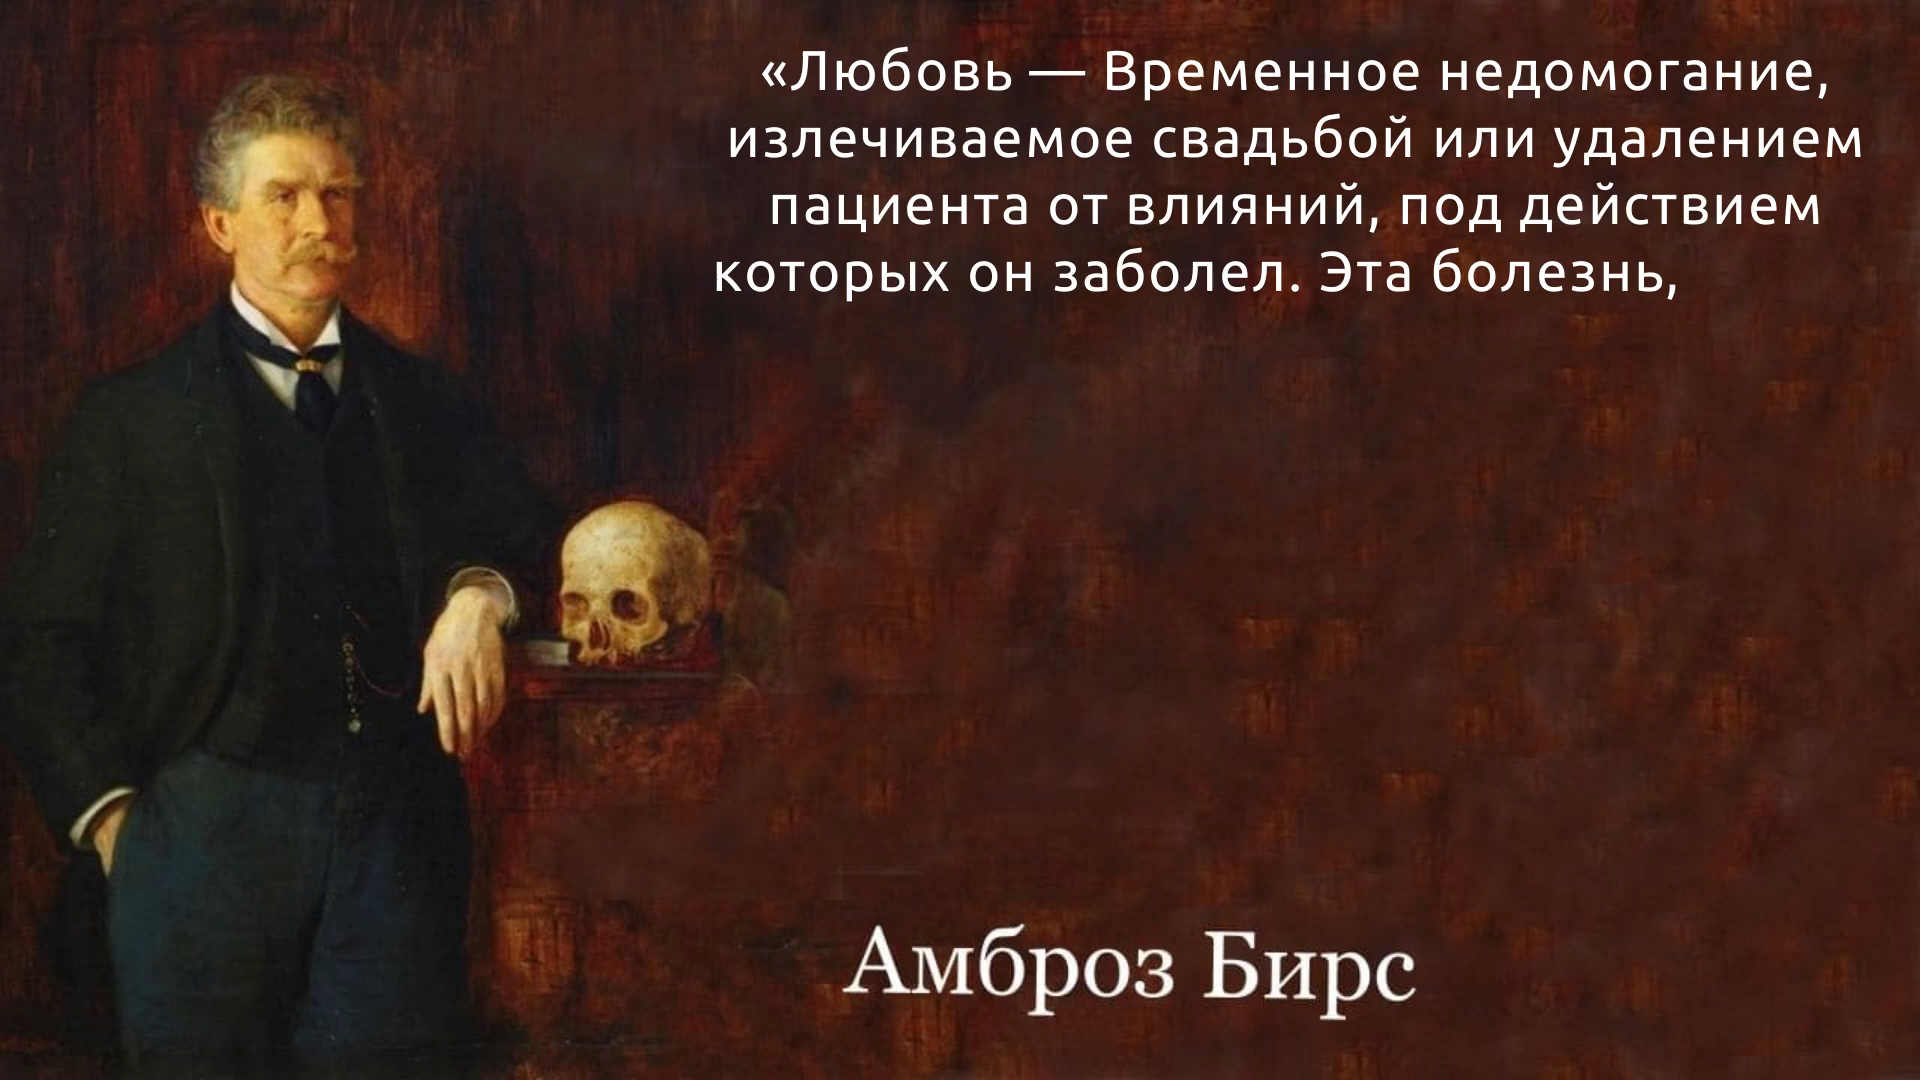 «Любовь — Временное недомогание,
излечиваемое свадьбой или удалением
пациента от влияний, под действием
которых он заболел. Эта болезнь,
Амброз Бирс